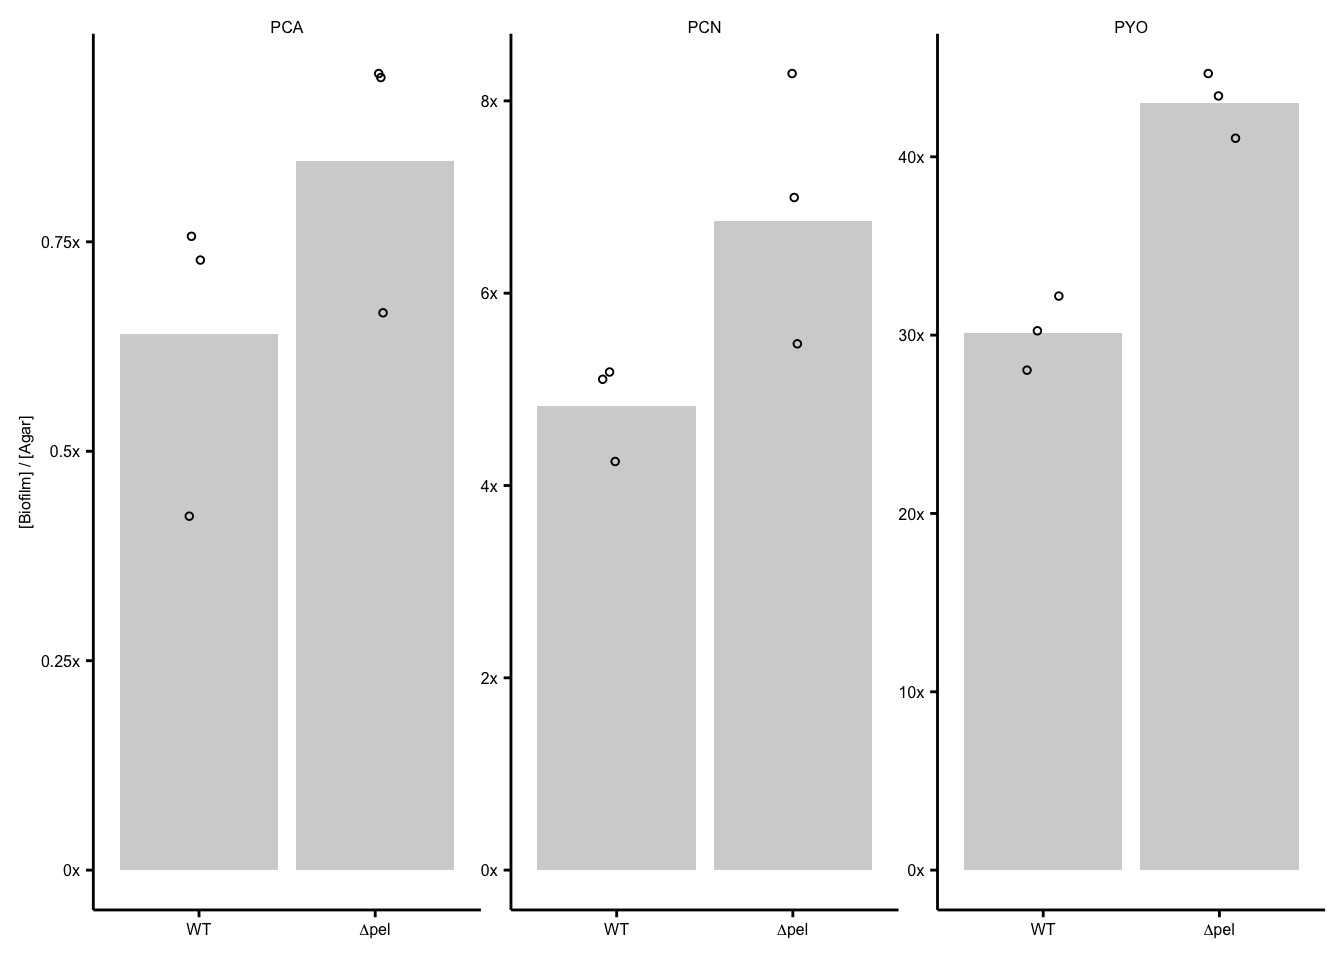 PCA
PCN
PYO
[Biofilm] / [Agar]
0.75x
0.5x
0.25x
0x
8x
6x
4x
2x
0x
40x
30x
20x
10x
0x
WT
Δpel
WT
Δpel
WT
Δpel